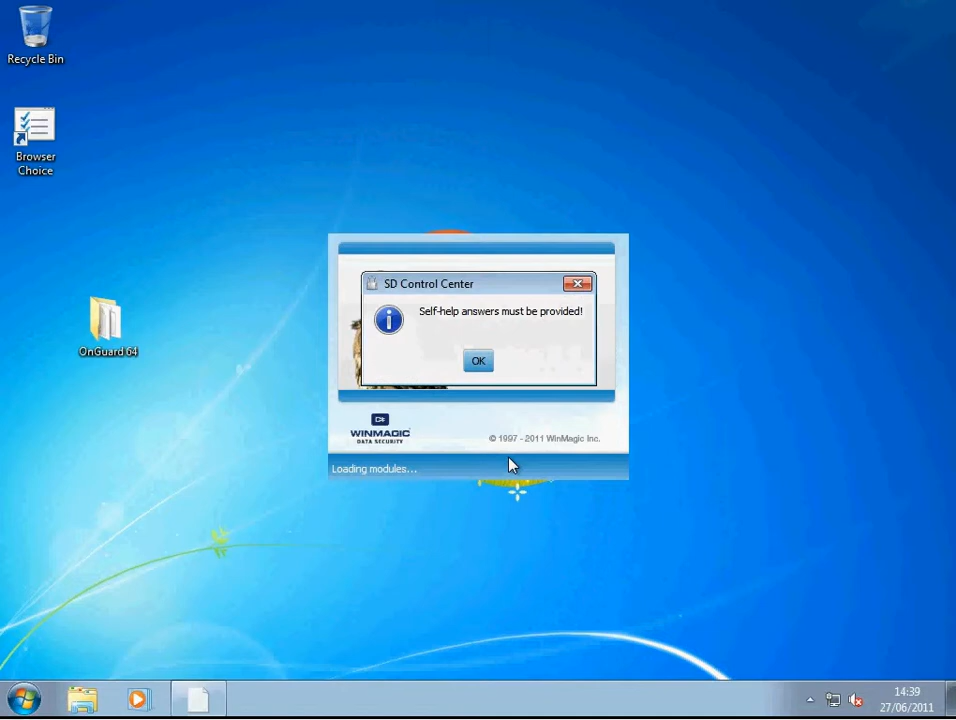 Recycle Bin
Browser
Choice
OnGuard 64
SD Control Center
Self-help answers must be provided!
OK
WINMAGIC
DATA SECURITY
© 1997 - 2011 WinMagic Inc.
Loading modules...
14:39
27/06/2011